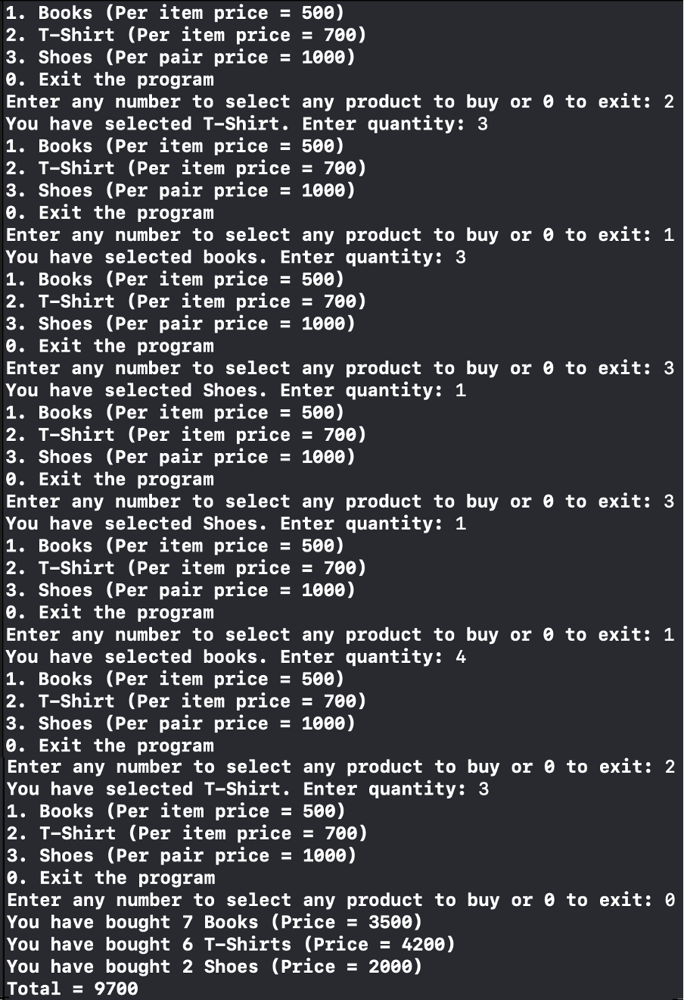 1. Books (Per item price = 500)
2. T-Shirt (Per item price = 700)
3. Shoes (Per pair price = 1000)
0. Exit the program
Enter any number to select any product to buy or 0 to exit: 2
You have selected T-Shirt. Enter quantity: 3
1. Books (Per item price = 500)
2. T-Shirt (Per item price = 700)
3. Shoes (Per pair price = 1000)
0. Exit the program
Enter any number to select any product to buy or 0 to exit: 1
You have selected books. Enter quantity: 3
1. Books (Per item price = 500)
2. T-Shirt (Per item price = 700)
3. Shoes (Per pair price = 1000)
0. Exit the program
Enter any number to select any product to buy or 0 to exit: 3
You have selected Shoes. Enter quantity: 1
1. Books (Per item price = 500)
2. T-Shirt (Per item price = 700)
3. Shoes (Per pair price = 1000)
0. Exit the program
Enter any number to select any product to buy or 0 to exit: 3
You have selected Shoes. Enter quantity: 1
1. Books (Per item price = 500)
2. T-Shirt (Per item price = 700)
3. Shoes (Per pair price = 1000)
0. Exit the program
Enter any number to select any product to buy or 0 to exit: 1
You have selected books. Enter quantity: 4
1. Books (Per item price = 500)
2. T-Shirt (Per item price = 700)
3. Shoes (Per pair price = 1000)
0. Exit the program
Enter any number to select any product to buy or 0 to exit: 2
You have selected T-Shirt. Enter quantity: 3
1. Books (Per item price = 500)
2. T-Shirt (Per item price = 700)
3. Shoes (Per pair price = 1000)
0. Exit the program
Enter any number to select any product to buy or 0 to exit: 0
You have bought 7 Books (Price = 3500)
You have bought 6 T-Shirts (Price = 4200)
You have bought 2 Shoes (Price = 2000)
Total = 9700